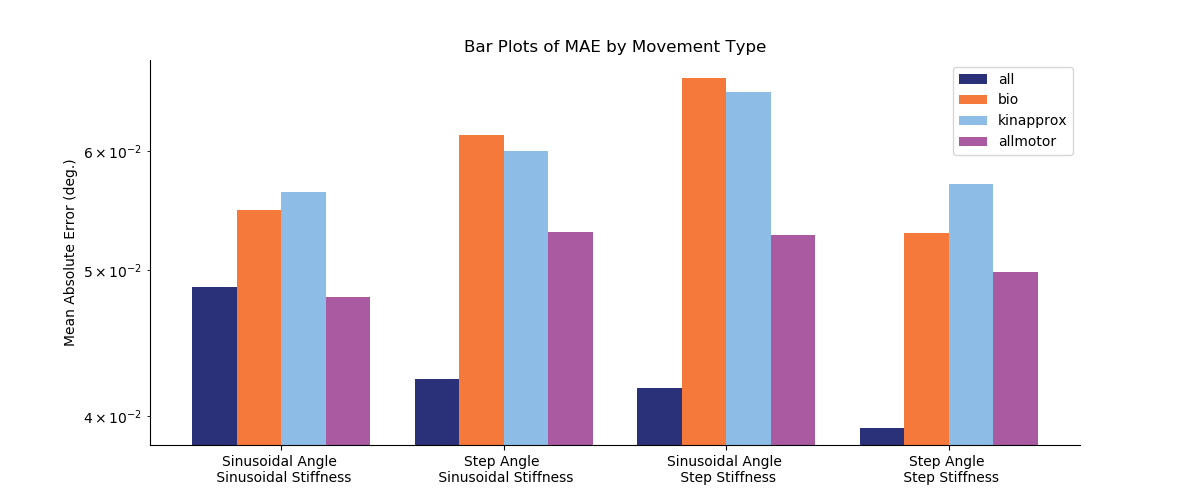 Bar Plots of MAE by Movement Type
Mean Absolute Error (deg.)
6 × 10⁻²
5 × 10⁻²
4 × 10⁻²
all
bio
kinapprox
allmotor
Sinusoidal Angle
Sinusoidal Stiffness
Step Angle
Sinusoidal Stiffness
Sinusoidal Angle
Step Stiffness
Step Angle
Step Stiffness